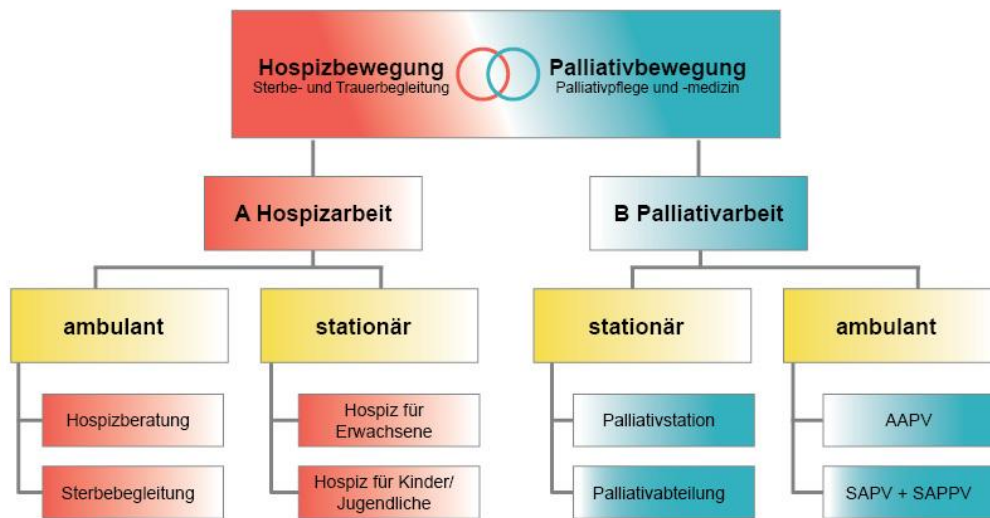 Hospizbewegung
Sterbe- und Trauerbegleitung
Palliativbewegung
Palliativpflege und -medizin
A Hospizarbeit
B Palliativarbeit
ambulant
stationär
stationär
ambulant
Hospizberatung
Sterbebegleitung
Hospiz für
Erwachsene
Hospiz für Kinder/
Jugendliche
Palliativstation
Palliativabteilung
AAPV
SAPV + SAPPV